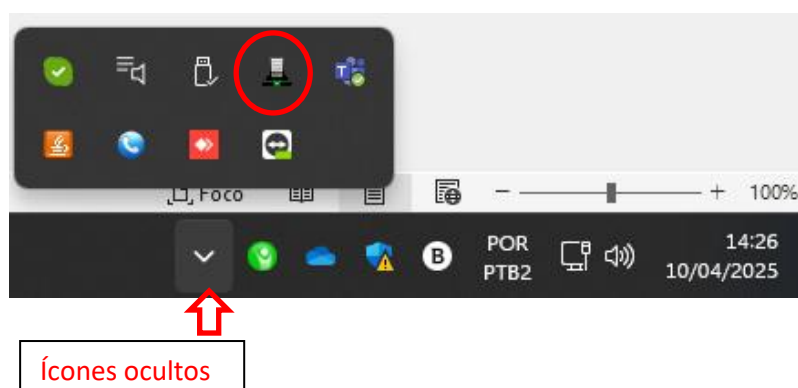 T
Foco
100%
B
POR
PTB2
14:26
10/04/2025
Ícones ocultos